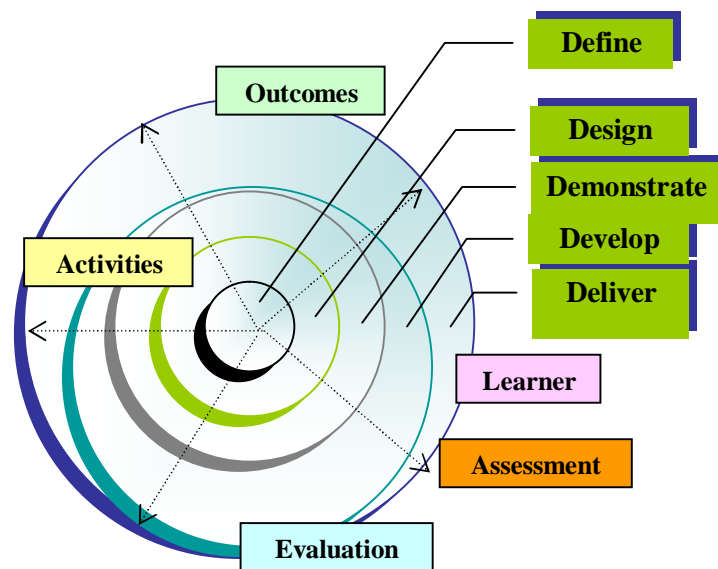 Define
Outcomes
Design
Demonstrate
Develop
Activities
Deliver
Learner
Assessment
Evaluation